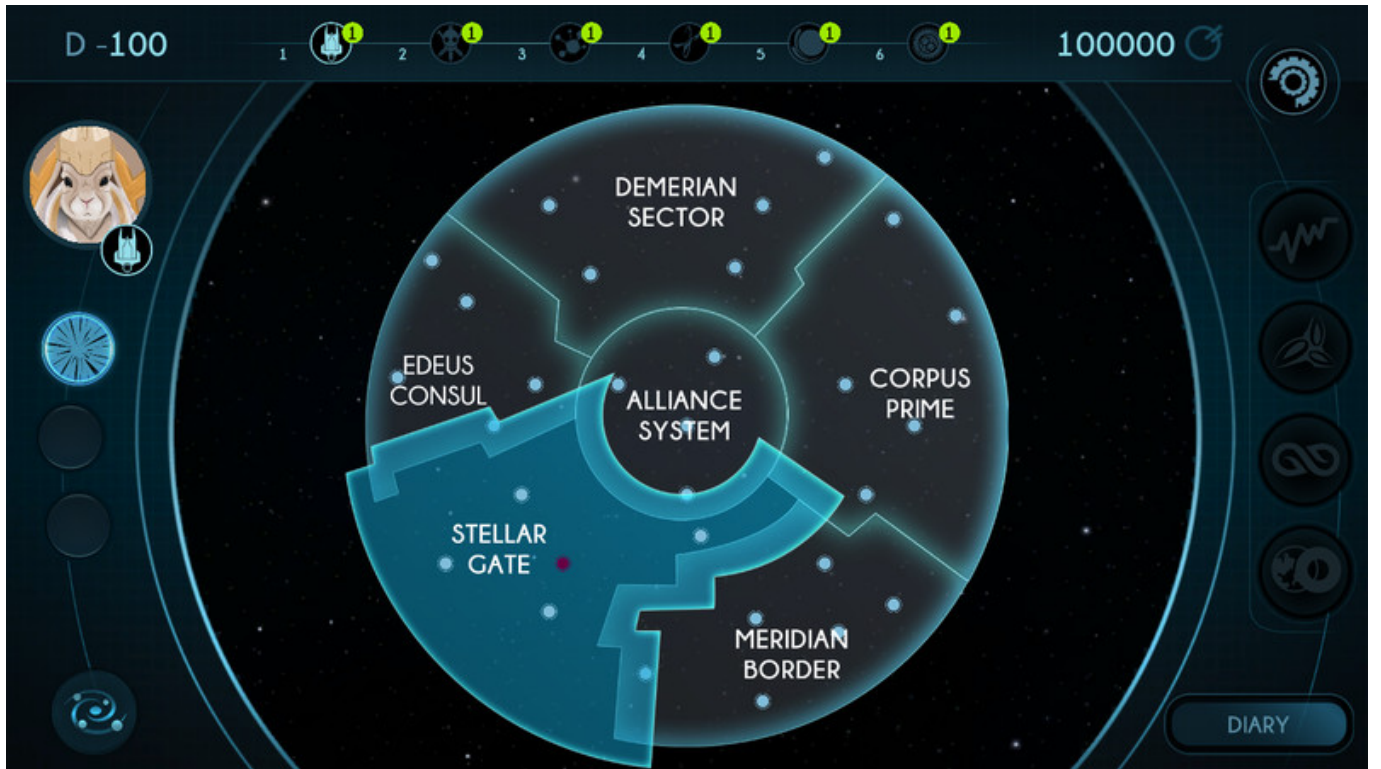 D -100
1 1 2 1 3 1 4 1 5 1 6 1
100000
DEMERIAN
SECTOR
EDEUS
CONSUL
ALLIANCE
SYSTEM
CORPUS
PRIME
STELLAR
GATE
MERIDIAN
BORDER
DIARY